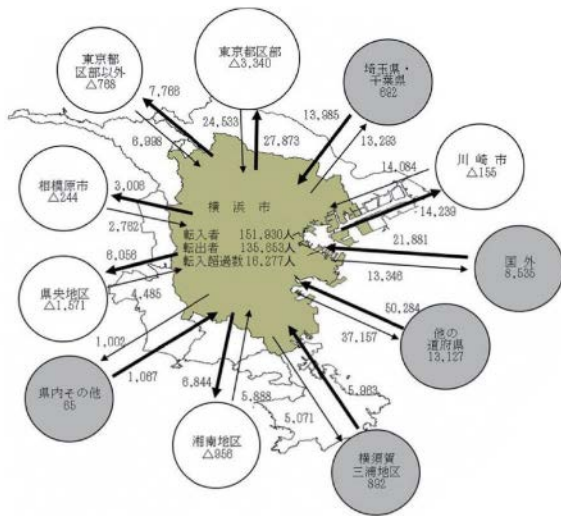 東京都
区部以外
△768
東京都区部
△3,340
埼玉県・
千葉県
692
7,766
6,998
24,533
27,873
13,985
13,293
川崎市
△155
14,084
14,239
相模原市
△244
3,006
2,762
横浜市
転入者 151,930人
転出者 135,653人
転入超過数 16,277人
21,881
13,346
国外
8,535
県央地区
△1,571
6,056
4,485
50,284
37,157
他の
道府県
13,127
県内その他
65
1,002
1,067
6,844
5,888
湘南地区
△956
5,071
5,963
横須賀
三浦地区
892